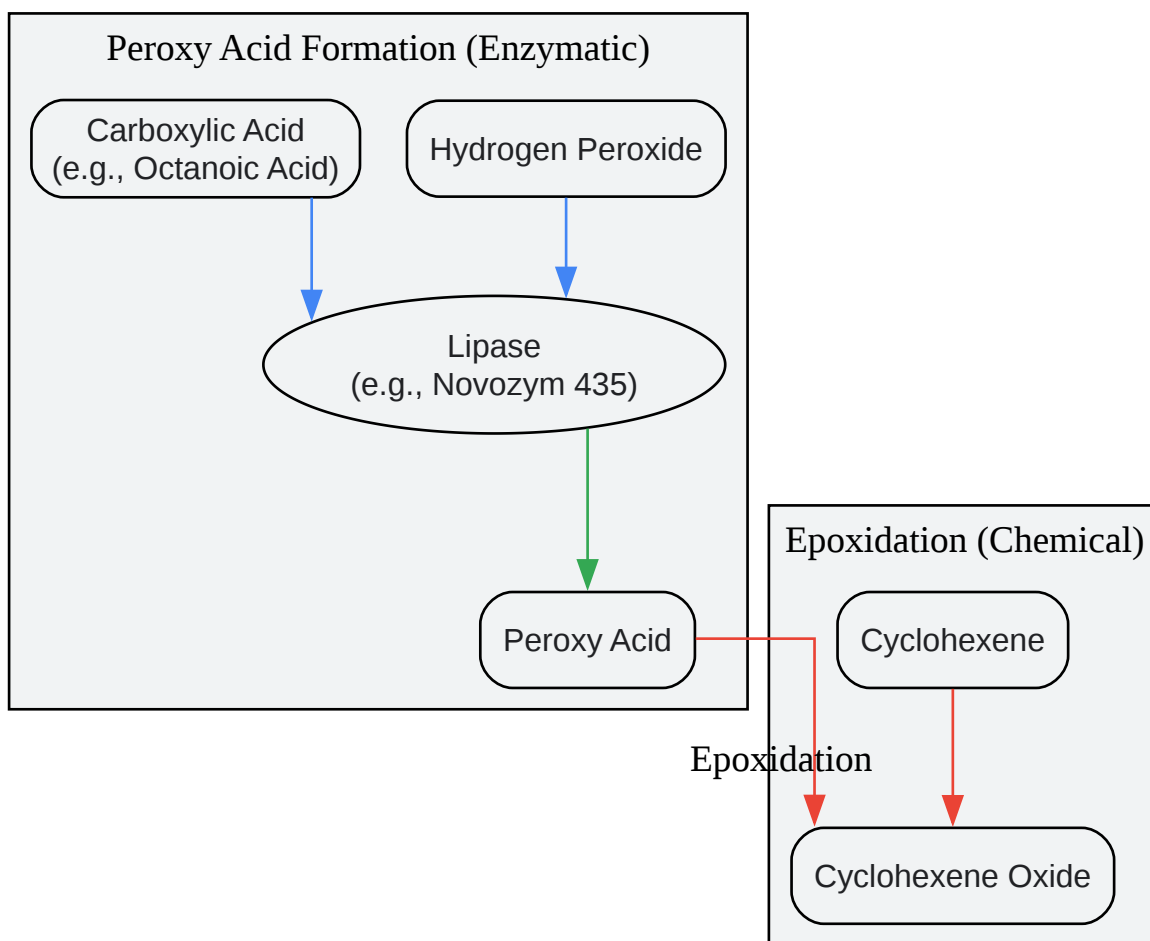 Peroxy Acid Formation (Enzymatic)
Carboxylic Acid
(e.g., Octanoic Acid)
Hydrogen Peroxide
Lipase
(e.g., Novozym 435)
Peroxy Acid
Epoxidation (Chemical)
Cyclohexene
Epoxidation
Cyclohexene Oxide